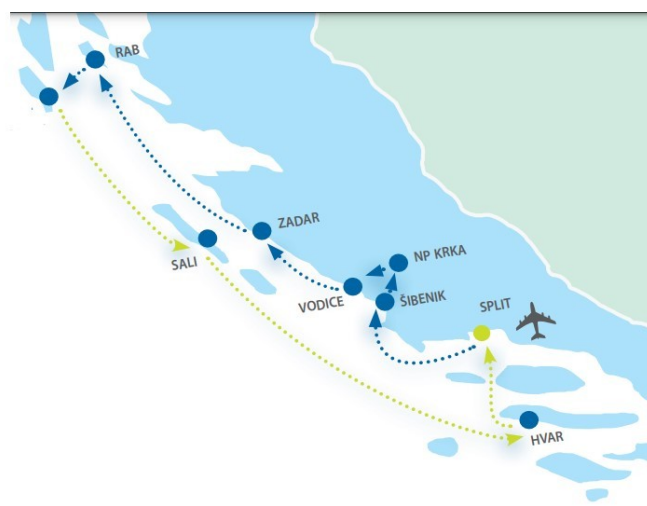 RAB
ZADAR
SALI
NP KRKA
VODICE
ŠIBENIK
SPLIT
HVAR